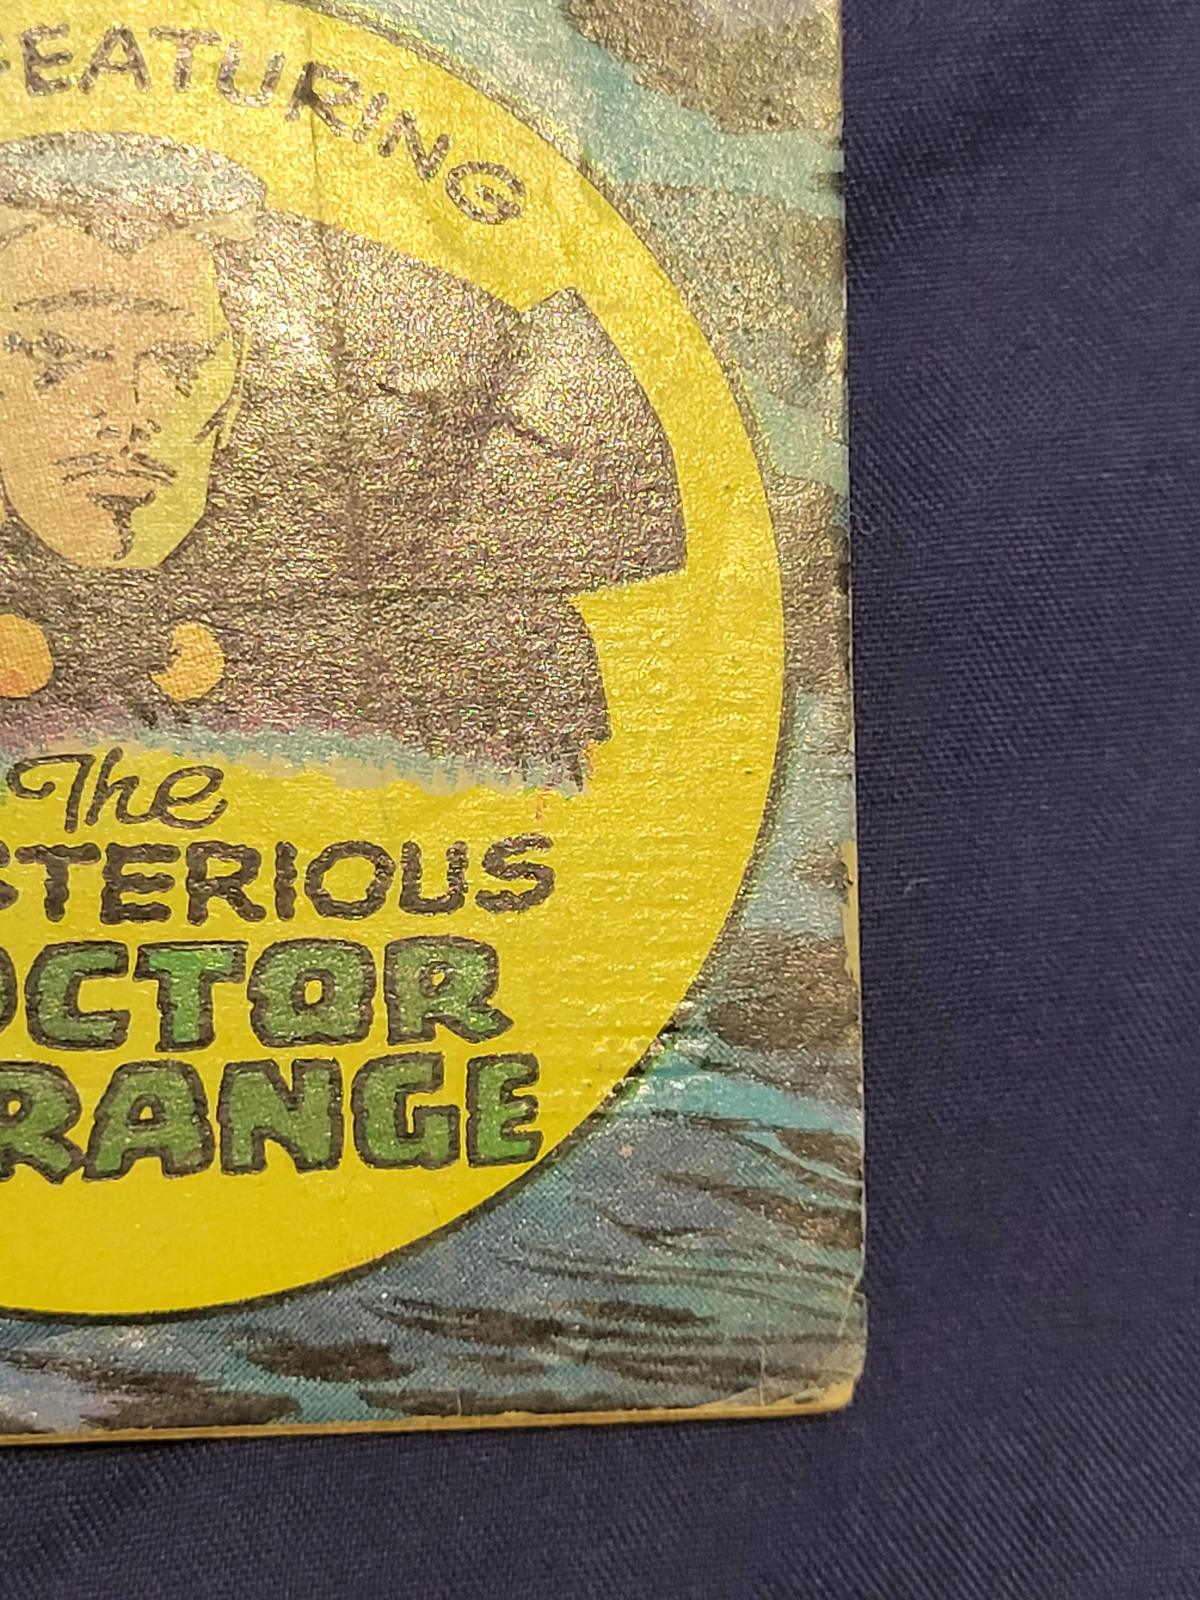 FEATURING
The
STERIOUS
OCTOR
RANGE